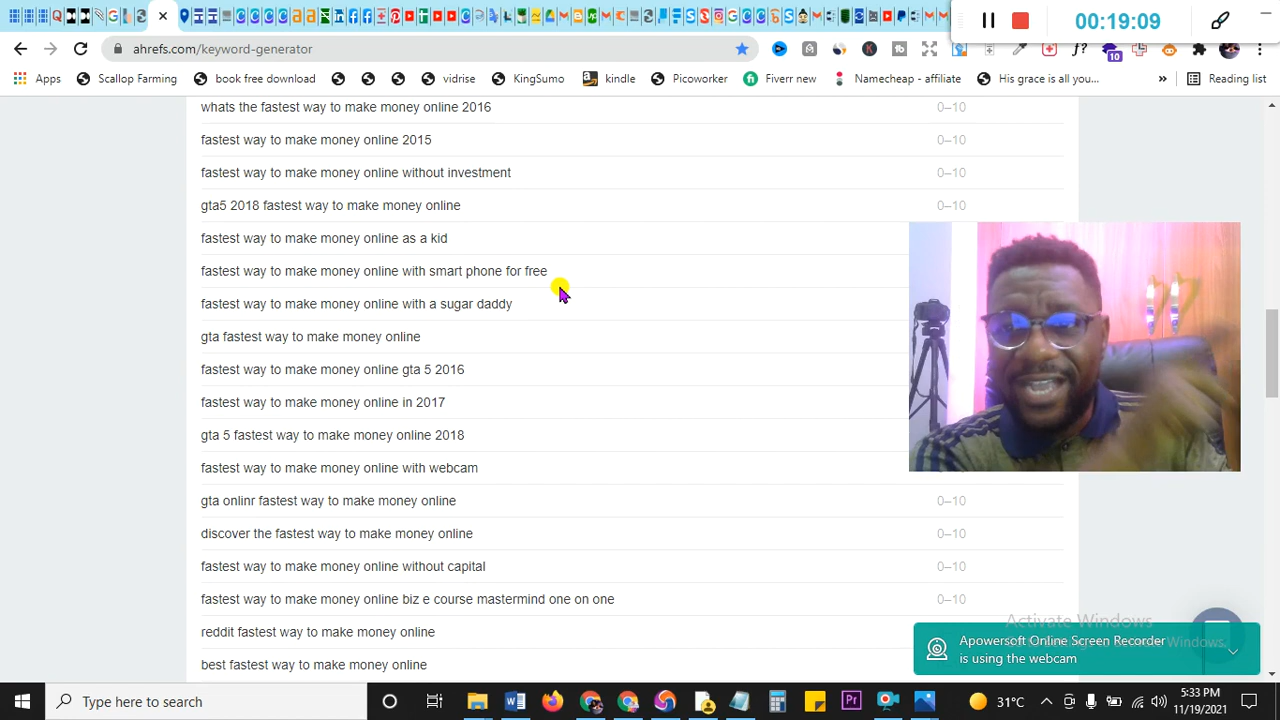 00:19:09
ahrefs.com/keyword-generator
10
Apps
Scallop Farming
book free download
vidrise
KingSumo
kindle
Picoworker
Fiverr new
Namecheap - affiliate
His grace is all you...
»
Reading list
whats the fastest way to make money online 2016
0–10
fastest way to make money online 2015
0–10
fastest way to make money online without investment
0–10
gta5 2018 fastest way to make money online
0–10
fastest way to make money online as a kid
fastest way to make money online with smart phone for free
fastest way to make money online with a sugar daddy
gta fastest way to make money online
fastest way to make money online gta 5 2016
fastest way to make money online in 2017
gta 5 fastest way to make money online 2018
fastest way to make money online with webcam
gta onlinr fastest way to make money online
0–10
discover the fastest way to make money online
0–10
fastest way to make money online without capital
0–10
fastest way to make money online biz e course mastermind one on one
0–10
reddit fastest way to make money online
best fastest way to make money online
Activate Windows
Apowersoft Online Screen Recorder
is using the webcam
Windows.
Type here to search
31°C
5:33 PM
11/19/2021